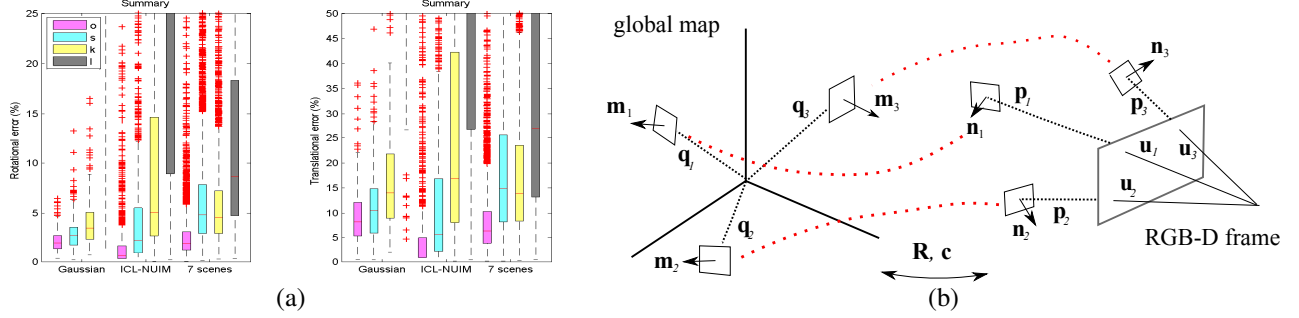 Summary
25
20
15
10
5
0
Rotational error (%)
o
s
k
l
Gaussian ICL-NUIM 7 scenes
Summary
50
45
40
35
30
25
20
15
10
5
0
Translational error (%)
Gaussian ICL-NUIM 7 scenes
(a)
global map
m1
q1
q3
m3
m2
q2
n1
p1
n3
p3
u1
u3
u2
n2
p2
R, c
RGB-D frame
(b)